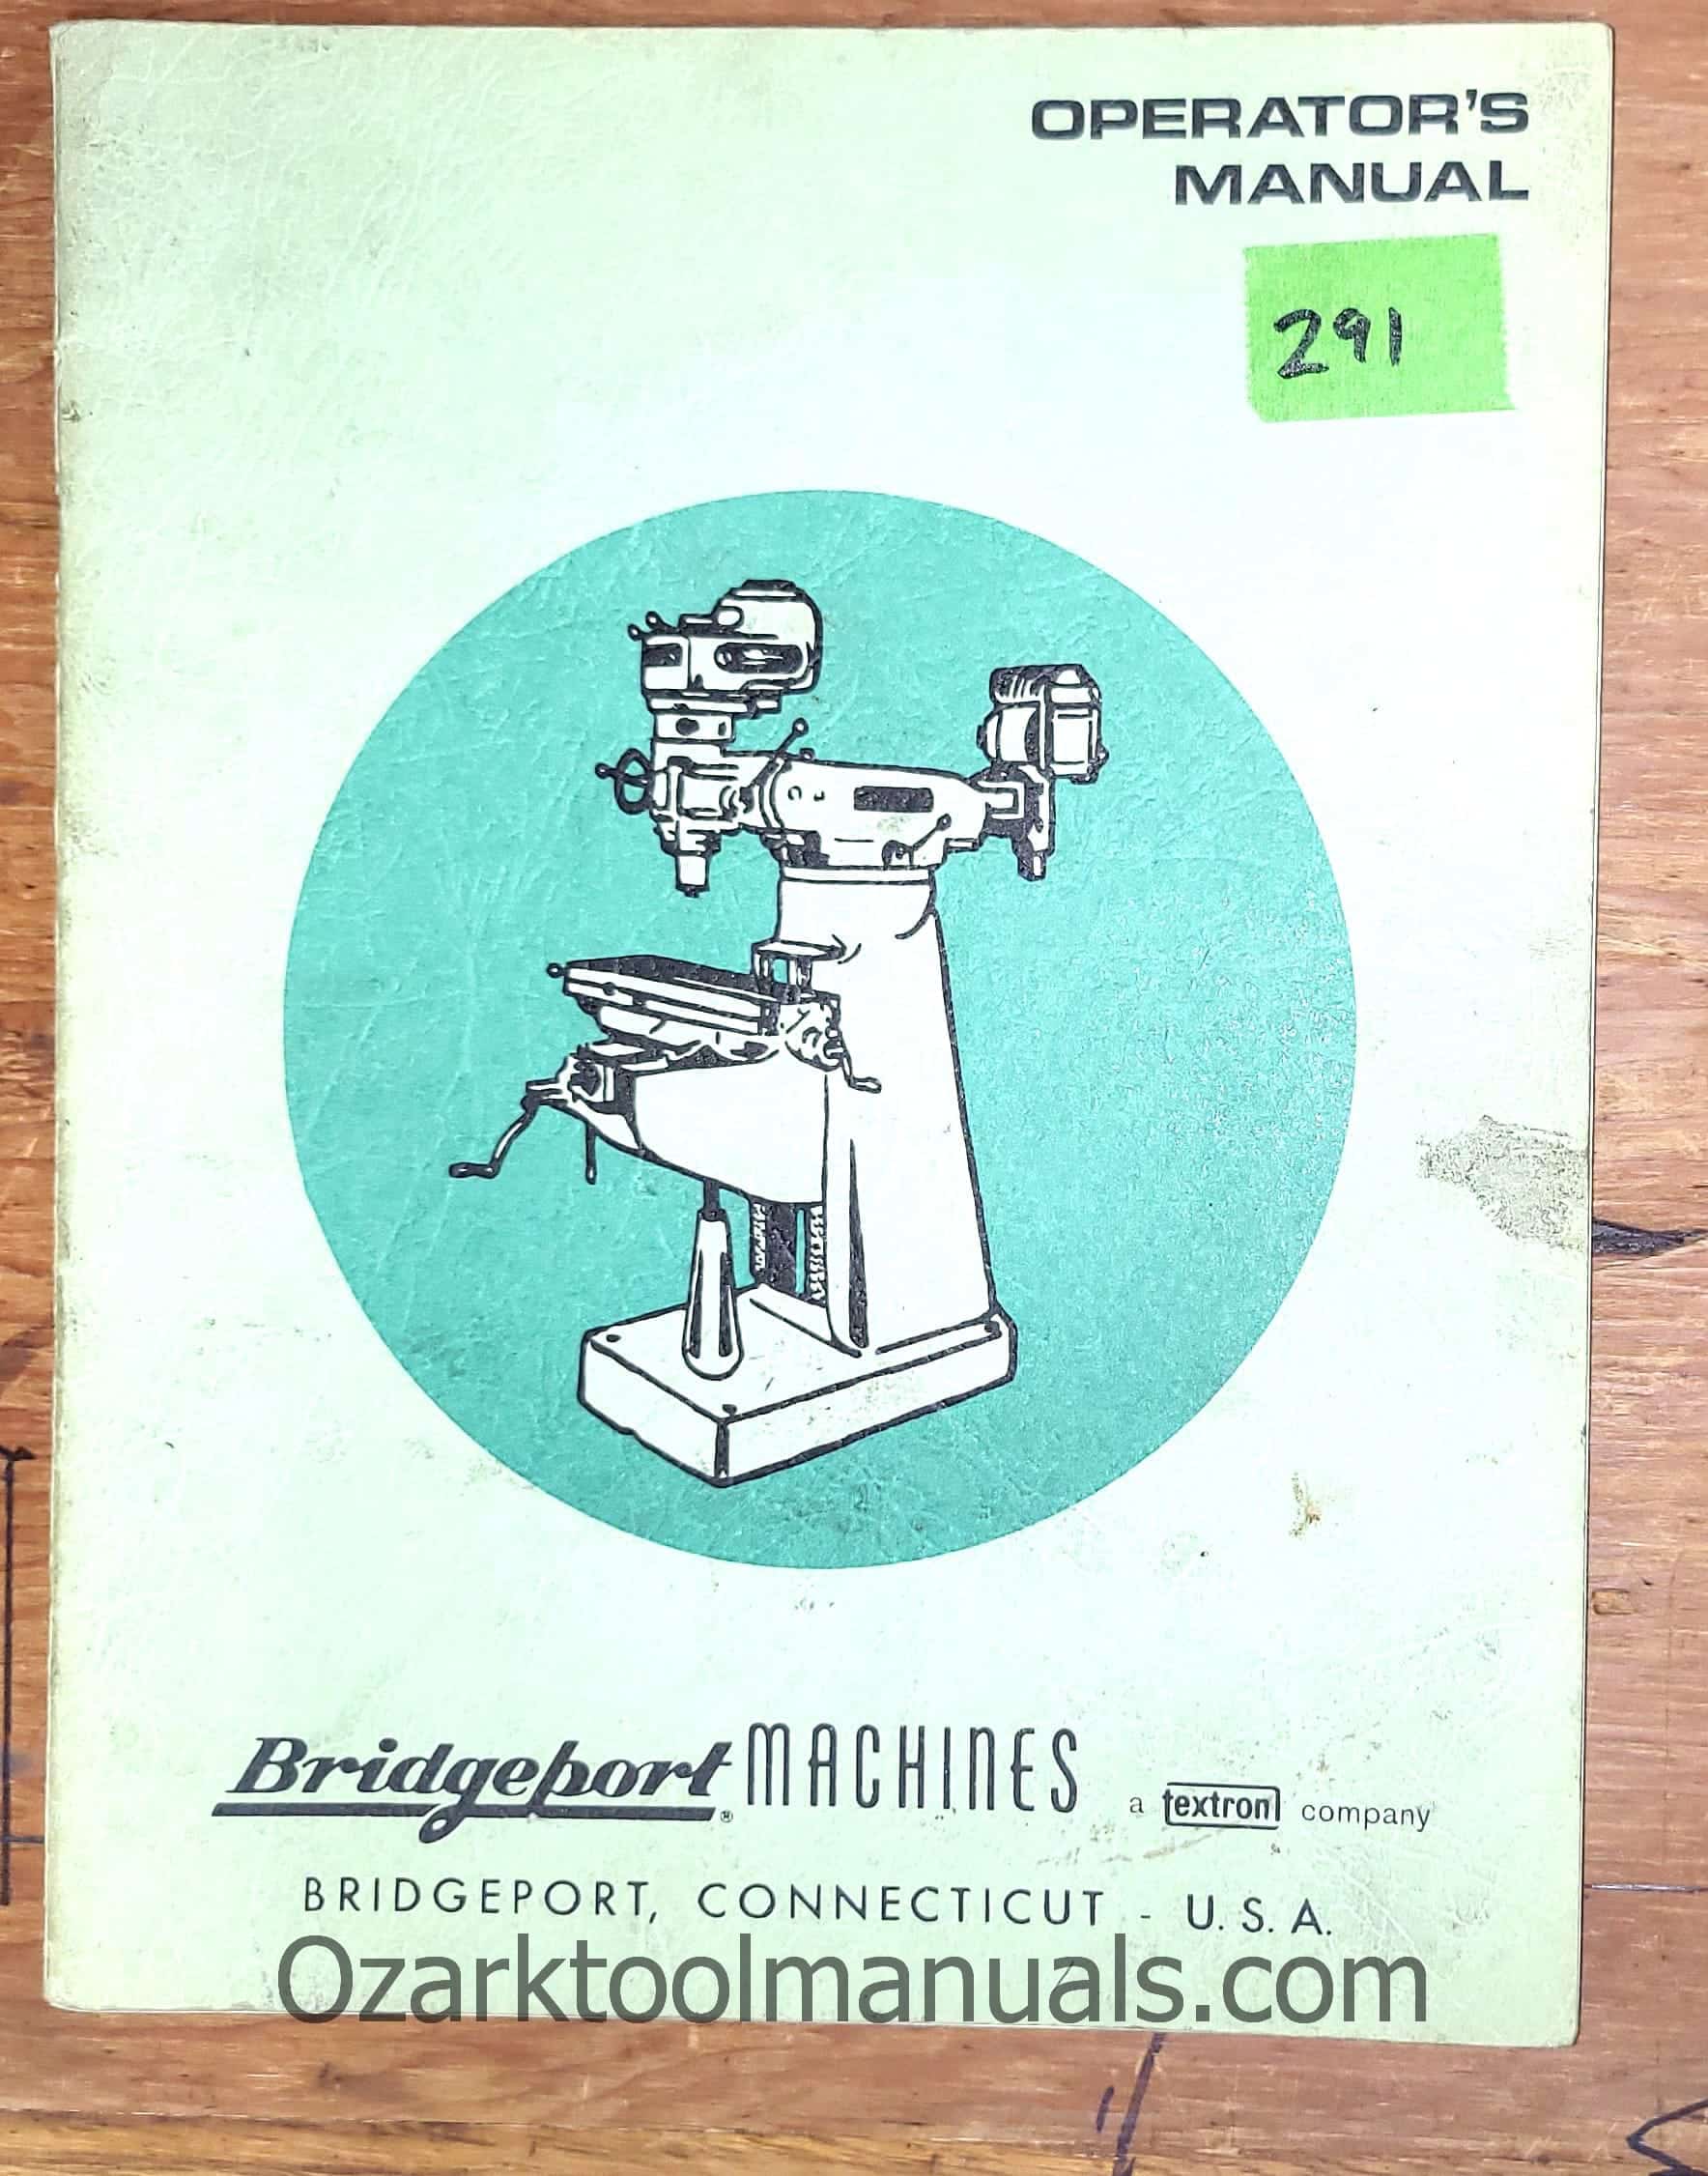 OPERATOR'S
MANUAL
291
Bridgeport® MACHINES a textron company
BRIDGEPORT, CONNECTICUT - U.S.A.
Ozarktoolmanuals.com